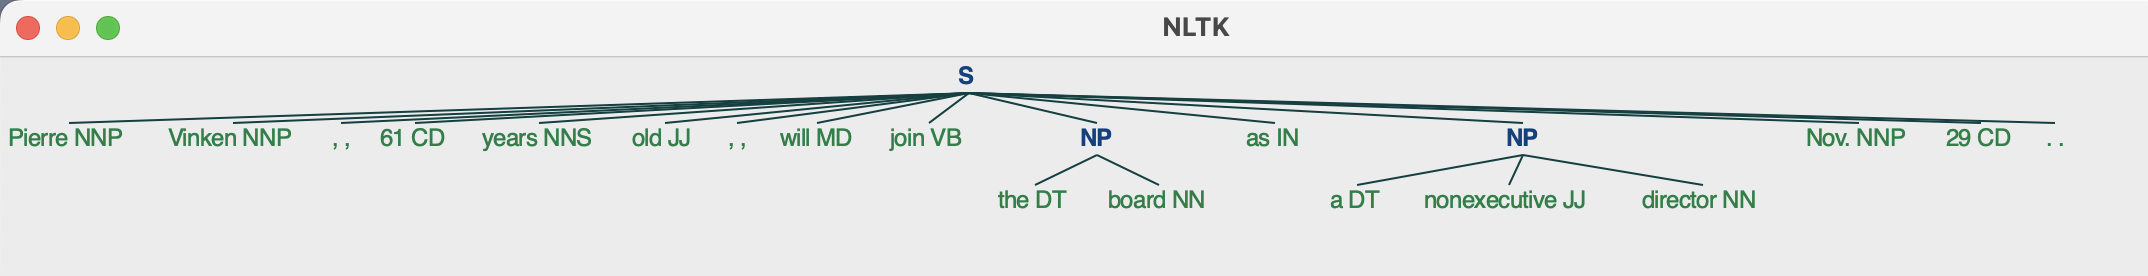 NLTK
S
Pierre NNP Vinken NNP , , 61 CD years NNS old JJ , , will MD join VB NP as IN NP Nov. NNP 29 CD . .
the DT board NN a DT nonexecutive JJ director NN